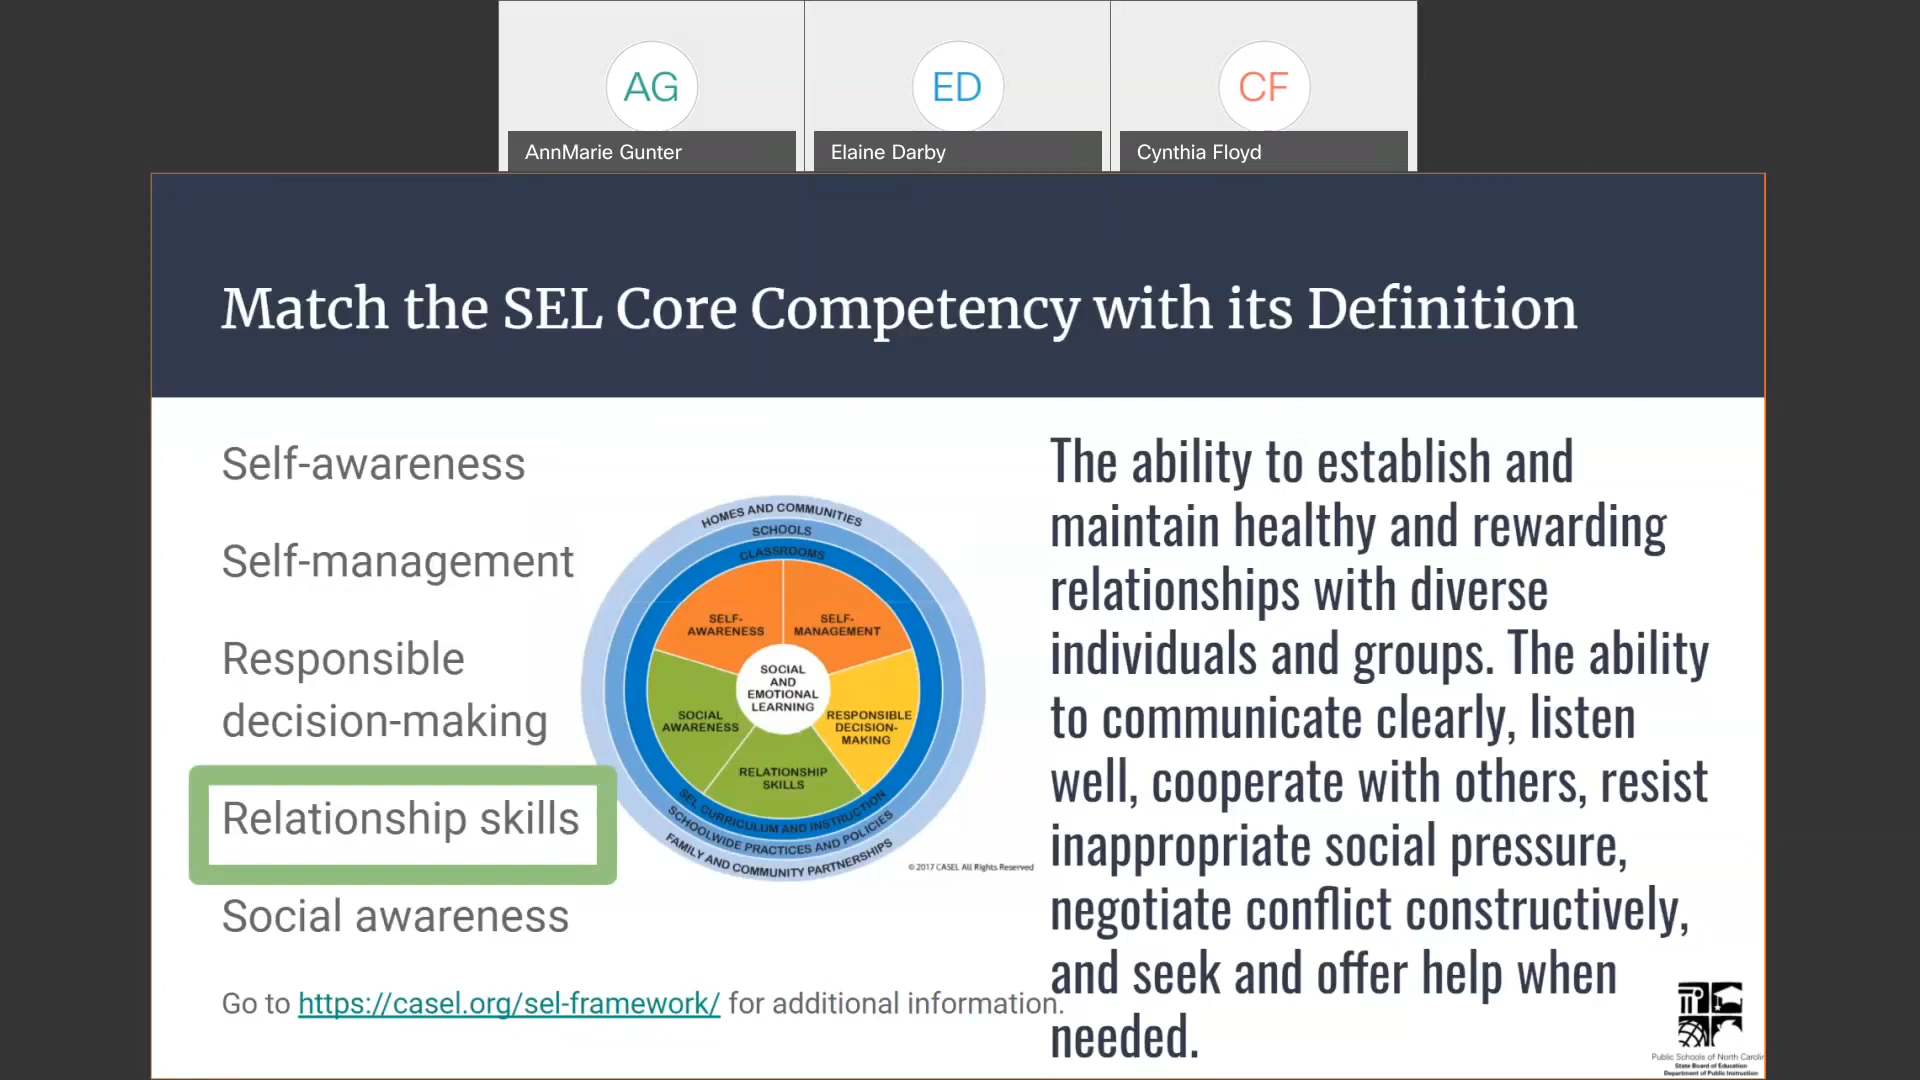 AG
ED
CF
AnnMarie Gunter
Elaine Darby
Cynthia Floyd
Match the SEL Core Competency with its Definition
Self-awareness
Self-management
Responsible
decision-making
Relationship skills
Social awareness
HOMES AND COMMUNITIES
SCHOOLS
CLASSROOMS
SELF-
AWARENESS
SELF-
MANAGEMENT
SOCIAL
AND
EMOTIONAL
LEARNING
SOCIAL
AWARENESS
RESPONSIBLE
DECISION-
MAKING
RELATIONSHIP
SKILLS
SEL CURRICULUM AND INSTRUCTION
SCHOOLWIDE PRACTICES AND POLICIES
FAMILY AND COMMUNITY PARTNERSHIPS
© 2017 CASEL All Rights Reserved
The ability to establish and
maintain healthy and rewarding
relationships with diverse
individuals and groups. The ability
to communicate clearly, listen
well, cooperate with others, resist
inappropriate social pressure,
negotiate conflict constructively,
and seek and offer help when
needed.
Go to https://casel.org/sel-framework/ for additional information.
Public Schools of North Carolin
State Board of Education
Department of Public Instruction